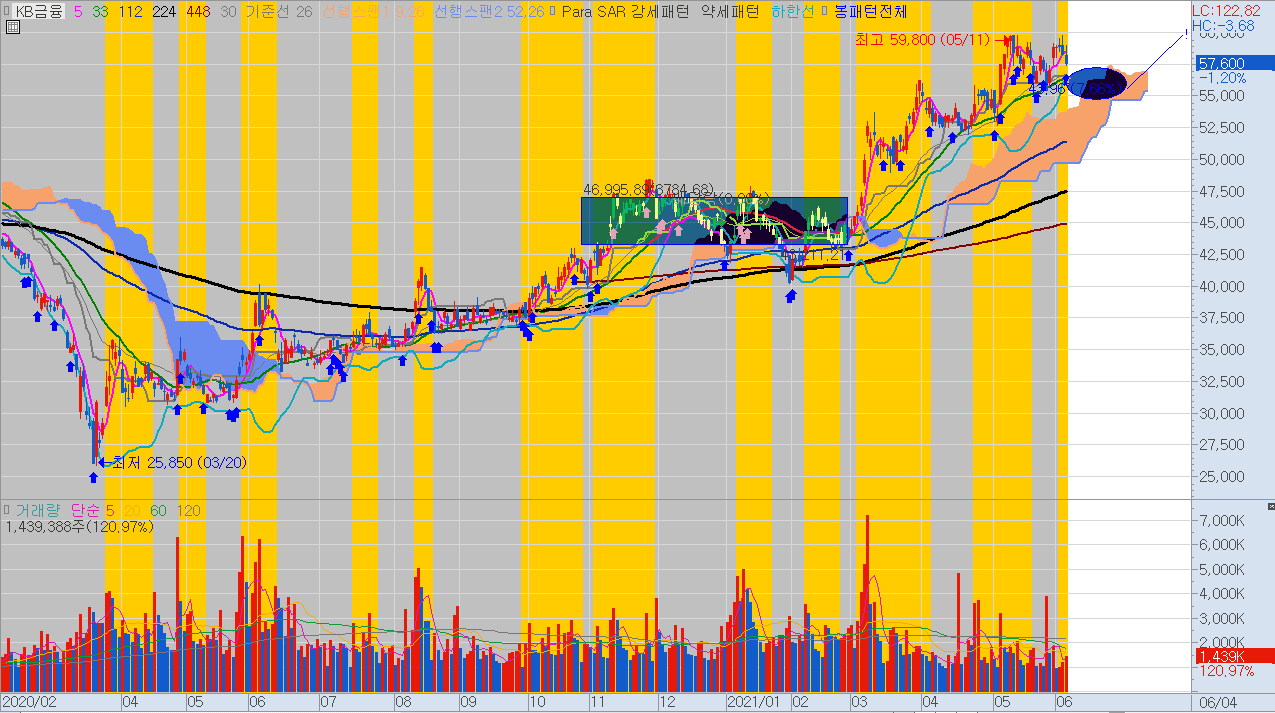 KB금융 5 33 112 224 448 30 기준선 26 선행스팬1 9,26 선행스팬2 52,26 Para SAR 강세패턴 약세패턴 하한선 봉패턴전체
LC:122.82
HC:-3.68
최고 59,800 (05/11)
60,000
57,600
-1.20%
55,000
52,500
50,000
46,995.89(6784.68)
47,500
45,000
42,500
40,000
37,500
35,000
32,500
30,000
27,500
25,000
최저 25,850 (03/20)
거래량 단순 5 20 60 120
1,439,388주(120.97%)
7,000K
6,000K
5,000K
4,000K
3,000K
2,000K
1,439K
120.97%
2020/02 04 05 06 07 08 09 10 11 12 2021/01 02 03 04 05 06 06/04